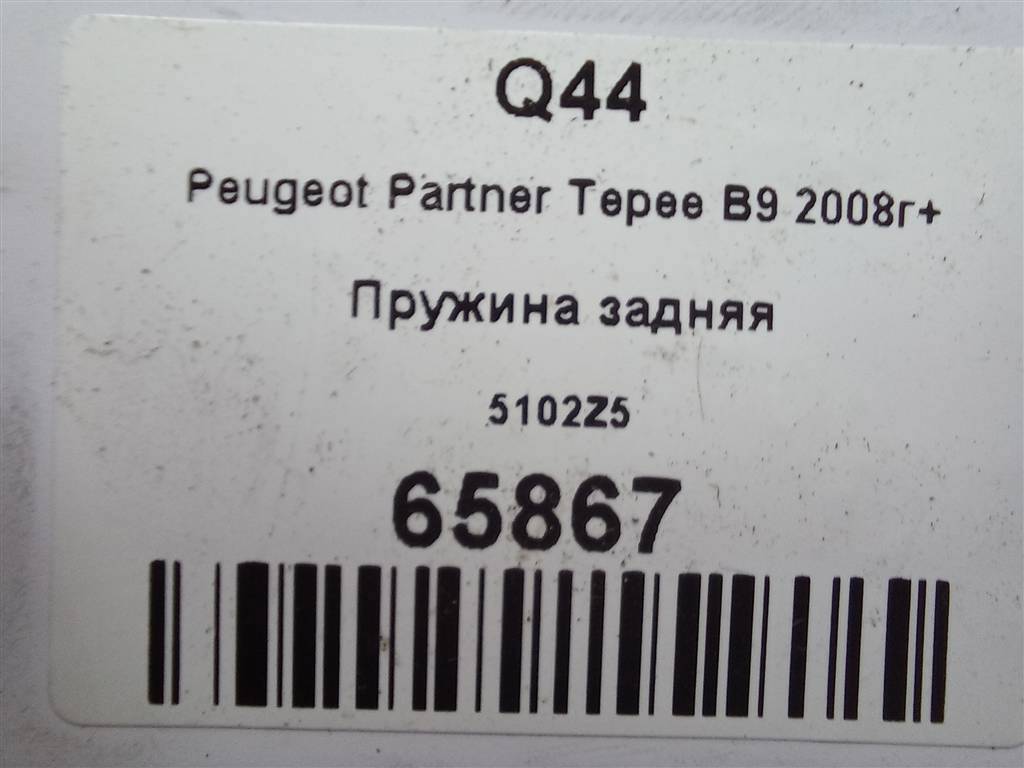 Q44
Peugeot Partner Tepee B9 2008г+
Пружина задняя
5102Z5
65867